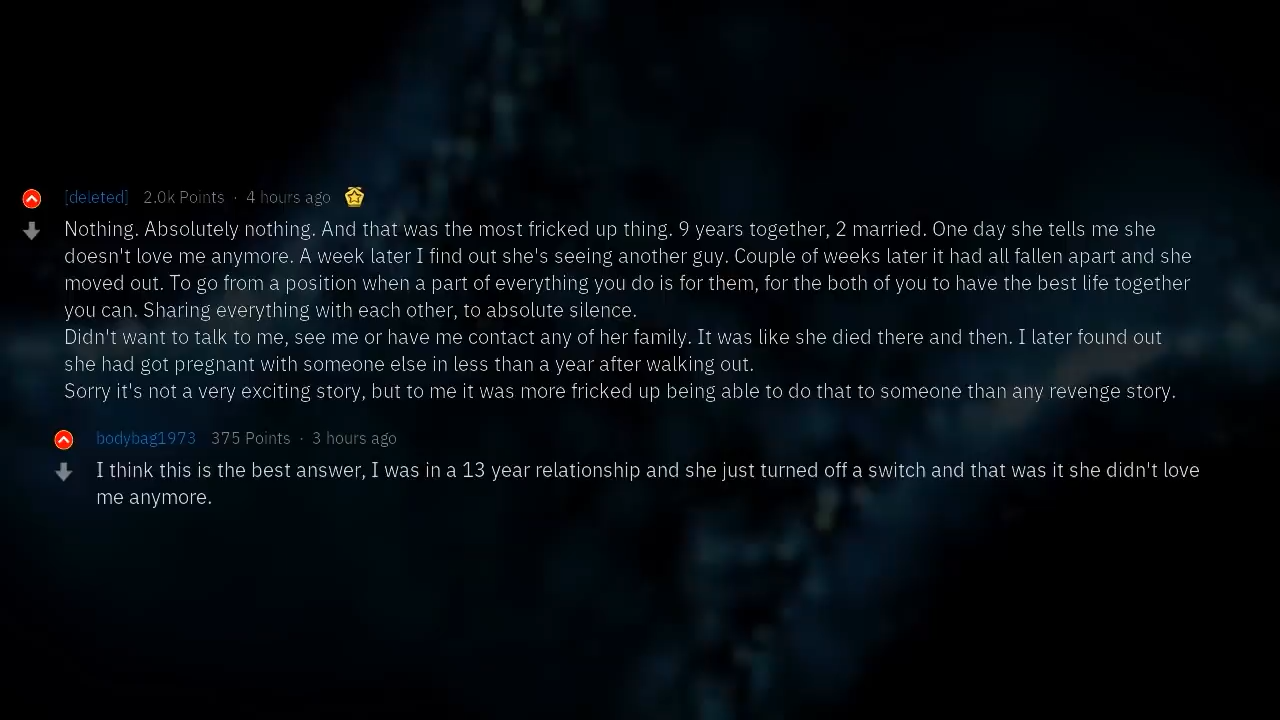 [deleted] 2.0k Points · 4 hours ago
Nothing. Absolutely nothing. And that was the most fricked up thing. 9 years together, 2 married. One day she tells me she
doesn't love me anymore. A week later I find out she's seeing another guy. Couple of weeks later it had all fallen apart and she
moved out. To go from a position when a part of everything you do is for them, for the both of you to have the best life together
you can. Sharing everything with each other, to absolute silence.
Didn't want to talk to me, see me or have me contact any of her family. It was like she died there and then. I later found out
she had got pregnant with someone else in less than a year after walking out.
Sorry it's not a very exciting story, but to me it was more fricked up being able to do that to someone than any revenge story.
bodybag1973 375 Points · 3 hours ago
I think this is the best answer, I was in a 13 year relationship and she just turned off a switch and that was it she didn't love
me anymore.